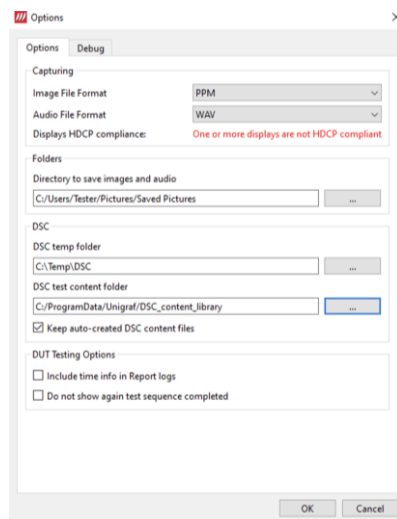 Options
Options Debug
Capturing
Image File Format PPM
Audio File Format WAV
Displays HDCP compliance: One or more displays are not HDCP compliant
Folders
Directory to save images and audio
C:/Users/Tester/Pictures/Saved Pictures ...
DSC
DSC temp folder
C:\Temp\DSC ...
DSC test content folder
C:/ProgramData/Unigraf/DSC_content_library ...
Keep auto-created DSC content files
DUT Testing Options
Include time info in Report logs
Do not show again test sequence completed
OK Cancel